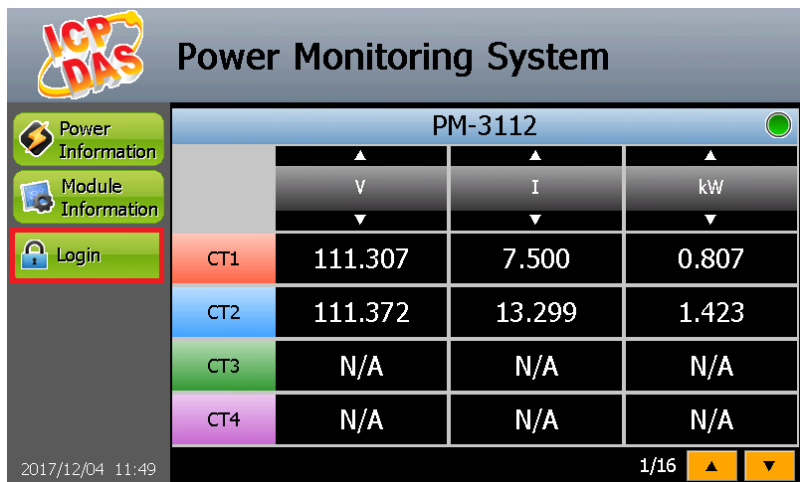 ICP
DAS
Power Monitoring System
Power
Information
Module
Information
Login
PM-3112
V I kW
CT1 111.307 7.500 0.807
CT2 111.372 13.299 1.423
CT3 N/A N/A N/A
CT4 N/A N/A N/A
2017/12/04 11:49
1/16